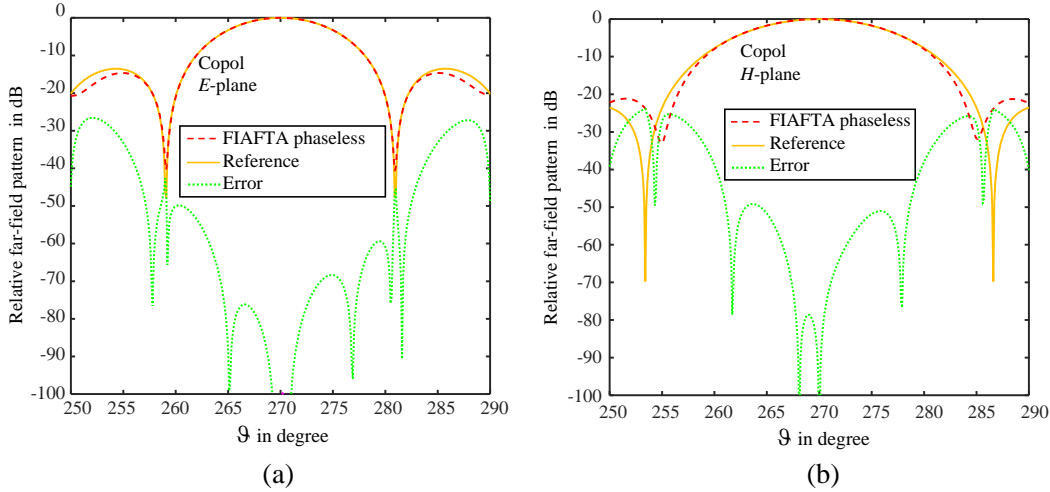 0
-10
-20
-30
-40
-50
-60
-70
-80
-90
-100
250 255 260 265 270 275 280 285 290
Relative far-field pattern in dB
ϑ in degree
Copol
E-plane
FIAFTA phaseless
Reference
Error
(a)
0
-10
-20
-30
-40
-50
-60
-70
-80
-90
-100
250 255 260 265 270 275 280 285 290
Relative far-field pattern in dB
ϑ in degree
Copol
H-plane
FIAFTA phaseless
Reference
Error
(b)